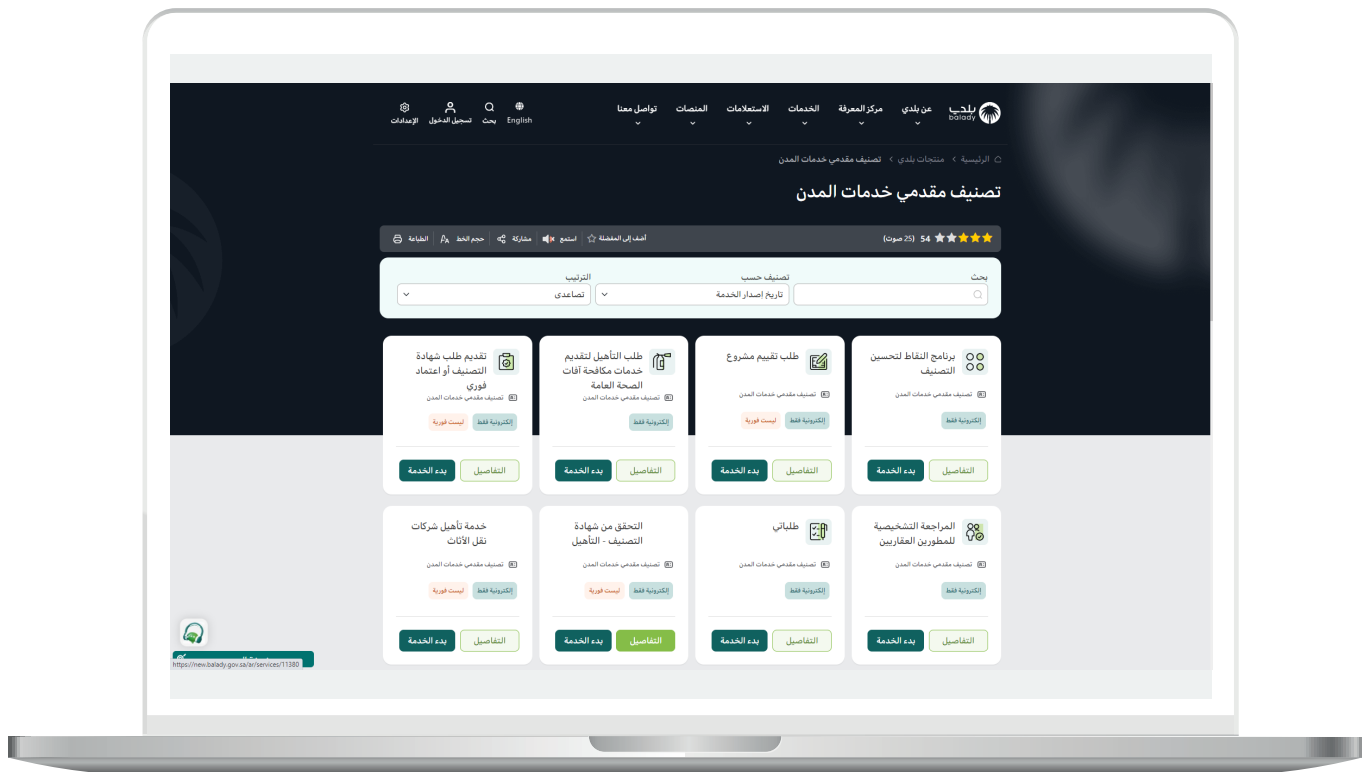 بلدي
balady
عن بلدي
مركز المعرفة
الخدمات
الاستعلامات
المنصات
تواصل معنا
English
بحث
تسجيل الدخول
الإعدادات
الرئيسية > منتجات بلدي > تصنيف مقدمي خدمات المدن
تصنيف مقدمي خدمات المدن
54 (25 صوت)
أضف إلى المفضلة
استمع
مشاركة
حجم الخط
الطباعة
بحث
تصنيف حسب
تاريخ إصدار الخدمة
الترتيب
تصاعدى
برنامج النقاط لتحسين
التصنيف
تصنيف مقدمي خدمات المدن
إلكترونية فقط
التفاصيل
بدء الخدمة
طلب تقييم مشروع
تصنيف مقدمي خدمات المدن
إلكترونية فقط
ليست فورية
التفاصيل
بدء الخدمة
طلب التأهيل لتقديم
خدمات مكافحة آفات
الصحة العامة
تصنيف مقدمي خدمات المدن
إلكترونية فقط
التفاصيل
بدء الخدمة
تقديم طلب شهادة
التصنيف أو اعتماد
فوري
تصنيف مقدمي خدمات المدن
إلكترونية فقط
ليست فورية
التفاصيل
بدء الخدمة
المراجعة التشخيصية
للمطورين العقاريين
تصنيف مقدمي خدمات المدن
إلكترونية فقط
التفاصيل
بدء الخدمة
طلباتي
تصنيف مقدمي خدمات المدن
إلكترونية فقط
التفاصيل
بدء الخدمة
التحقق من شهادة
التصنيف - التأهيل
تصنيف مقدمي خدمات المدن
إلكترونية فقط
ليست فورية
التفاصيل
بدء الخدمة
خدمة تأهيل شركات
نقل الأثاث
تصنيف مقدمي خدمات المدن
إلكترونية فقط
ليست فورية
التفاصيل
بدء الخدمة
https://new.balady.gov.sa/ar/services/11380